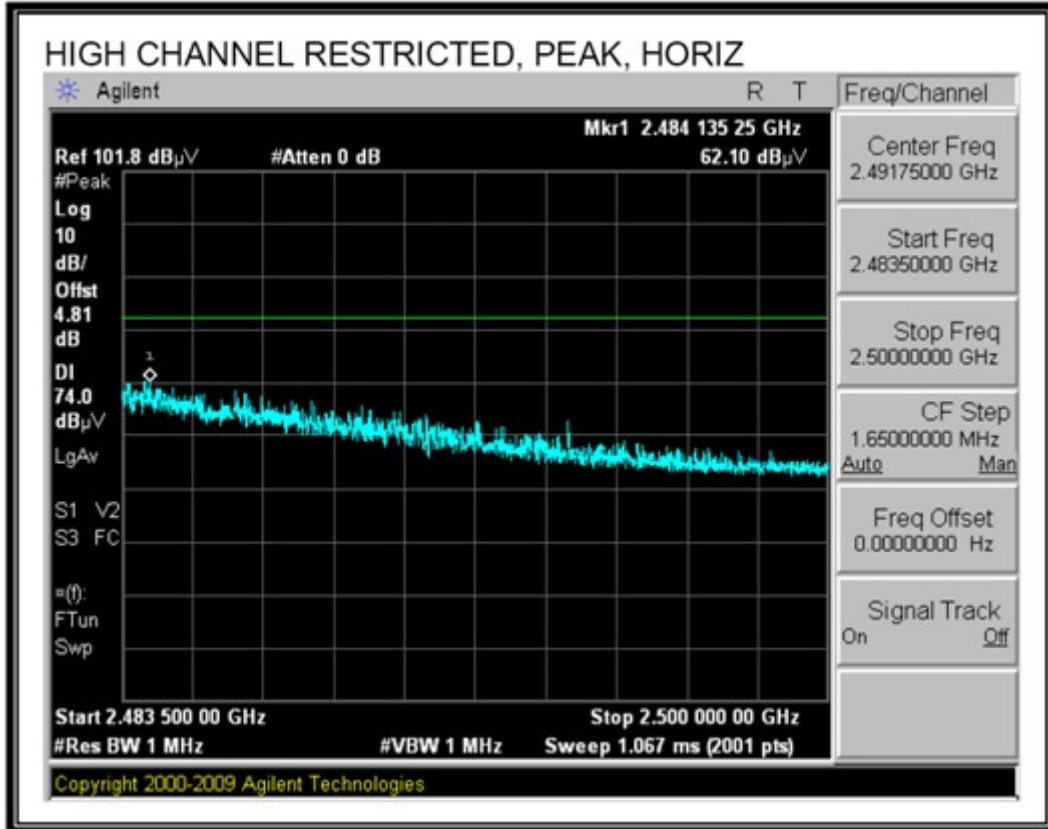 HIGH CHANNEL RESTRICTED, PEAK, HORIZ
Agilent R T Freq/Channel
Mkr1 2.484 135 25 GHz
Ref 101.8 dBµV #Atten 0 dB 62.10 dBµV
#Peak
Log
10
dB/
Offst
4.81
dB
DI
74.0
dBµV
LgAv
S1 V2
S3 FC
¤(f):
FTun
Swp
1
Start 2.483 500 00 GHz Stop 2.500 000 00 GHz
#Res BW 1 MHz #VBW 1 MHz Sweep 1.067 ms (2001 pts)
Center Freq
2.49175000 GHz
Start Freq
2.48350000 GHz
Stop Freq
2.50000000 GHz
CF Step
1.65000000 MHz
Auto Man
Freq Offset
0.00000000 Hz
Signal Track
On Off
Copyright 2000-2009 Agilent Technologies